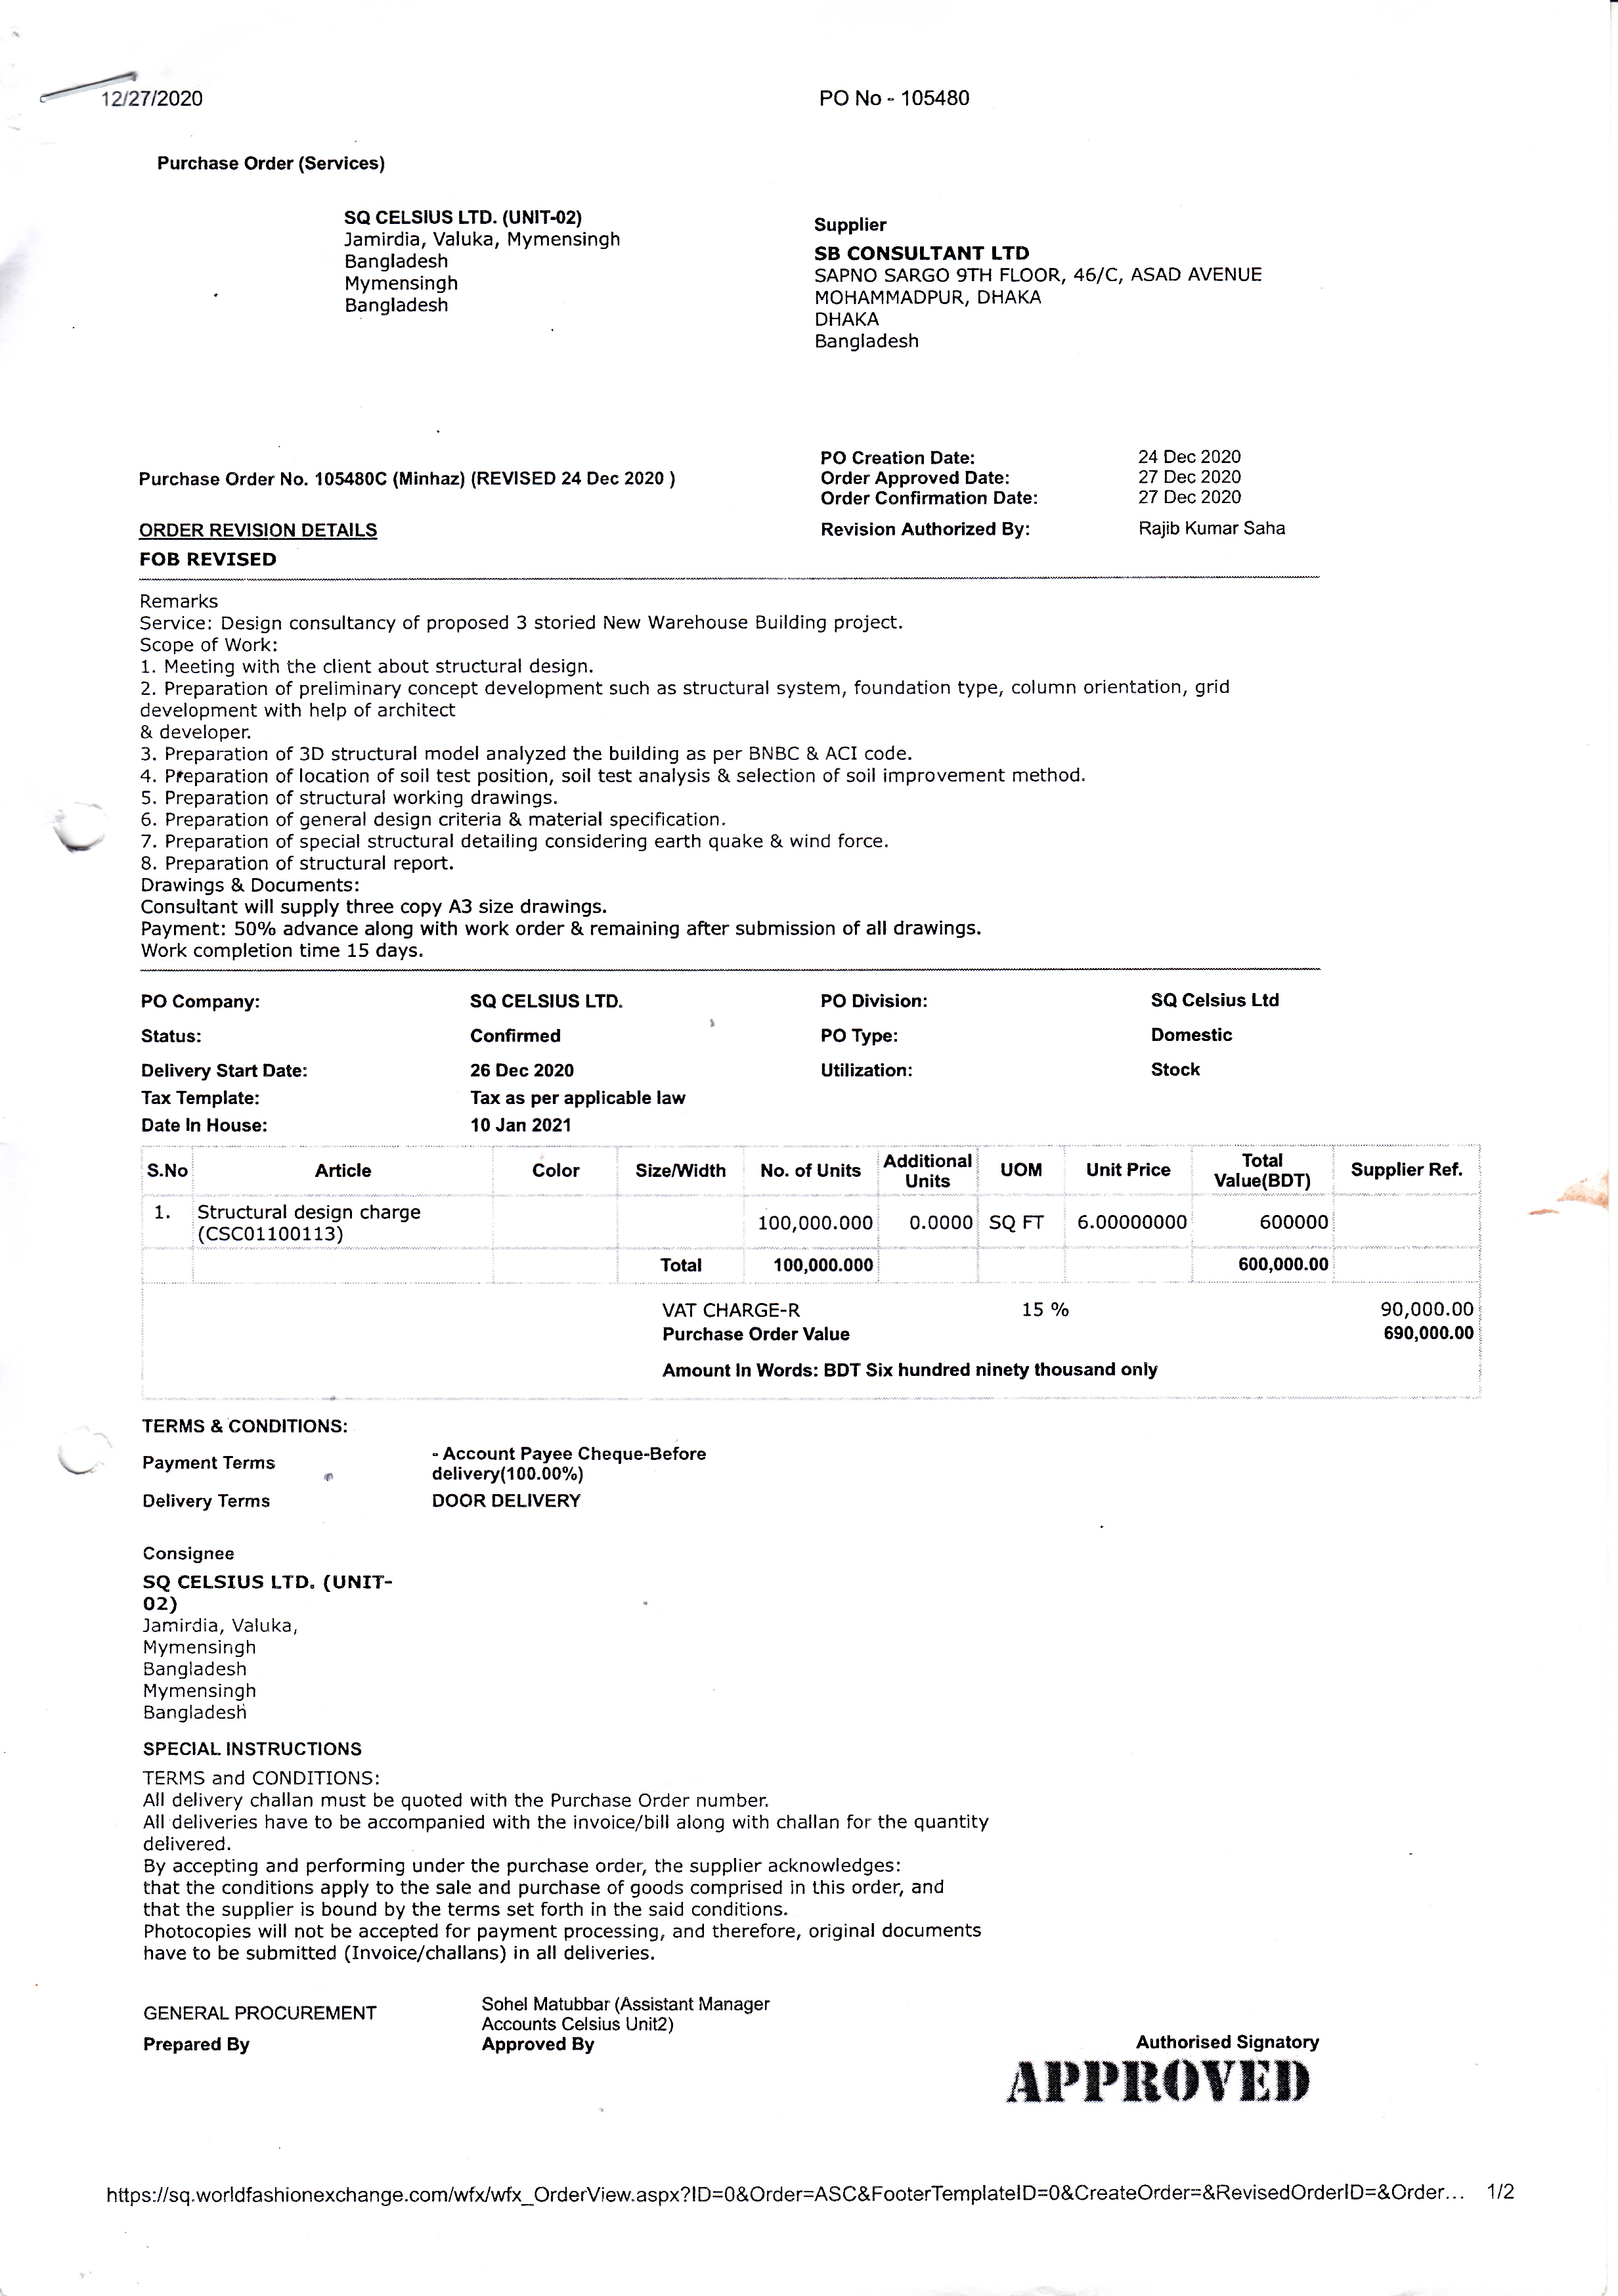 12/27/2020 PO No - 105480
Purchase Order (Services)
SQ CELSIUS LTD. (UNIT-02)
Jamirdia, Valuka, Mymensingh
Bangladesh
Mymensingh
Bangladesh
Supplier
SB CONSULTANT LTD
SAPNO SARGO 9TH FLOOR, 46/C, ASAD AVENUE
MOHAMMADPUR, DHAKA
DHAKA
Bangladesh
Purchase Order No. 105480C (Minhaz) (REVISED 24 Dec 2020 )
PO Creation Date: 24 Dec 2020
Order Approved Date: 27 Dec 2020
Order Confirmation Date: 27 Dec 2020
ORDER REVISION DETAILS
Revision Authorized By: Rajib Kumar Saha
FOB REVISED
Remarks
Service: Design consultancy of proposed 3 storied New Warehouse Building project.
Scope of Work:
1. Meeting with the client about structural design.
2. Preparation of preliminary concept development such as structural system, foundation type, column orientation, grid
development with help of architect
& developer.
3. Preparation of 3D structural model analyzed the building as per BNBC & ACI code.
4. Preparation of location of soil test position, soil test analysis & selection of soil improvement method.
5. Preparation of structural working drawings.
6. Preparation of general design criteria & material specification.
7. Preparation of special structural detailing considering earth quake & wind force.
8. Preparation of structural report.
Drawings & Documents:
Consultant will supply three copy A3 size drawings.
Payment: 50% advance along with work order & remaining after submission of all drawings.
Work completion time 15 days.
PO Company: SQ CELSIUS LTD. PO Division: SQ Celsius Ltd
Status: Confirmed PO Type: Domestic
Delivery Start Date: 26 Dec 2020 Utilization: Stock
Tax Template: Tax as per applicable law
Date In House: 10 Jan 2021
S.No Article Color Size/Width No. of Units Additional Units UOM Unit Price Total Value(BDT) Supplier Ref.
1. Structural design charge (CSC01100113) 100,000.000 0.0000 SQ FT 6.00000000 600000
Total 100,000.000 600,000.00
VAT CHARGE-R 15 % 90,000.00
Purchase Order Value 690,000.00
Amount In Words: BDT Six hundred ninety thousand only
TERMS & CONDITIONS:
Payment Terms - Account Payee Cheque-Before
delivery(100.00%)
Delivery Terms DOOR DELIVERY
Consignee
SQ CELSIUS LTD. (UNIT-
02)
Jamirdia, Valuka,
Mymensingh
Bangladesh
Mymensingh
Bangladesh
SPECIAL INSTRUCTIONS
TERMS and CONDITIONS:
All delivery challan must be quoted with the Purchase Order number.
All deliveries have to be accompanied with the invoice/bill along with challan for the quantity
delivered.
By accepting and performing under the purchase order, the supplier acknowledges:
that the conditions apply to the sale and purchase of goods comprised in this order, and
that the supplier is bound by the terms set forth in the said conditions.
Photocopies will not be accepted for payment processing, and therefore, original documents
have to be submitted (Invoice/challans) in all deliveries.
GENERAL PROCUREMENT Sohel Matubbar (Assistant Manager
Accounts Celsius Unit2)
Prepared By Approved By Authorised Signatory
APPROVED
https://sq.worldfashionexchange.com/wfx/wfx_OrderView.aspx?ID=0&Order=ASC&FooterTemplateID=0&CreateOrder=&RevisedOrderID=&Order... 1/2